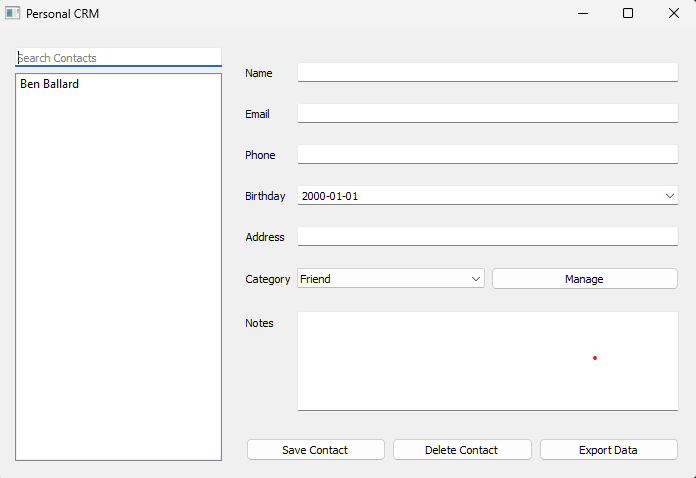 Personal CRM
Search Contacts
Ben Ballard
Name
Email
Phone
Birthday 2000-01-01
Address
Category Friend Manage
Notes
Save Contact Delete Contact Export Data